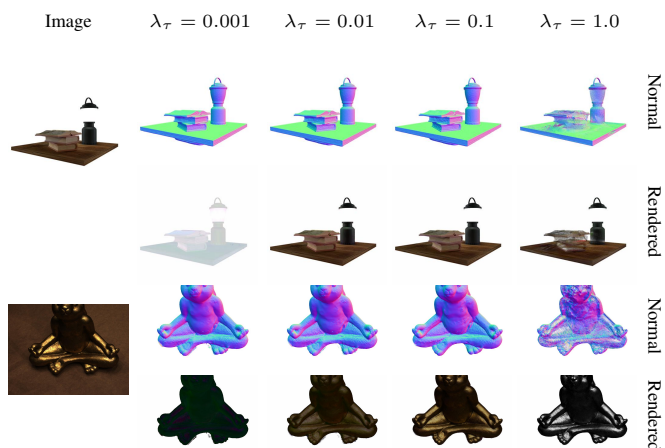 Image λτ = 0.001 λτ = 0.01 λτ = 0.1 λτ = 1.0
Normal
Rendered
Normal
Rendered